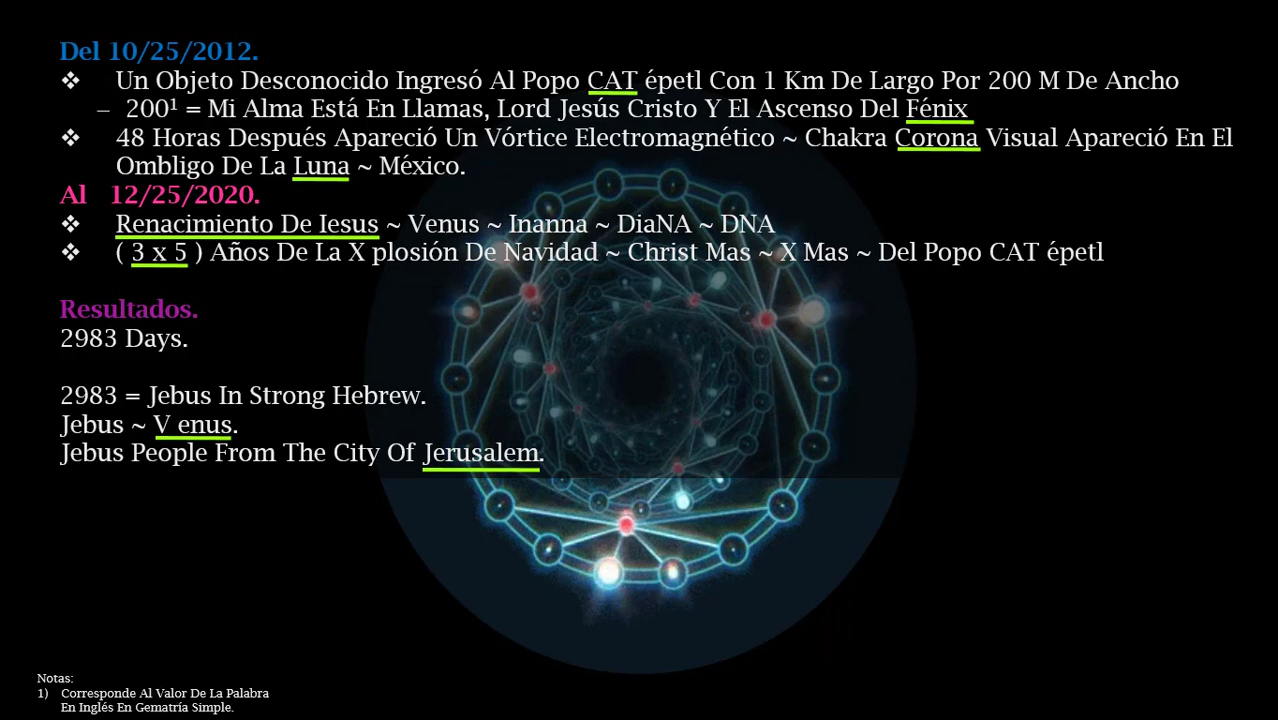 Del 10/25/2012.
❖ Un Objeto Desconocido Ingresó Al Popo CAT épetl Con 1 Km De Largo Por 200 M De Ancho
– 200¹ = Mi Alma Está En Llamas, Lord Jesús Cristo Y El Ascenso Del Fénix
❖ 48 Horas Después Apareció Un Vórtice Electromagnético ~ Chakra Corona Visual Apareció En El
Ombligo De La Luna ~ México.
Al 12/25/2020.
❖ Renacimiento De Iesus ~ Venus ~ Inanna ~ DiaNA ~ DNA
❖ ( 3 x 5 ) Años De La X plosión De Navidad ~ Christ Mas ~ X Mas ~ Del Popo CAT épetl
Resultados.
2983 Days.
2983 = Jebus In Strong Hebrew.
Jebus ~ V enus.
Jebus People From The City Of Jerusalem.
Notas:
1) Corresponde Al Valor De La Palabra
En Inglés En Gematría Simple.